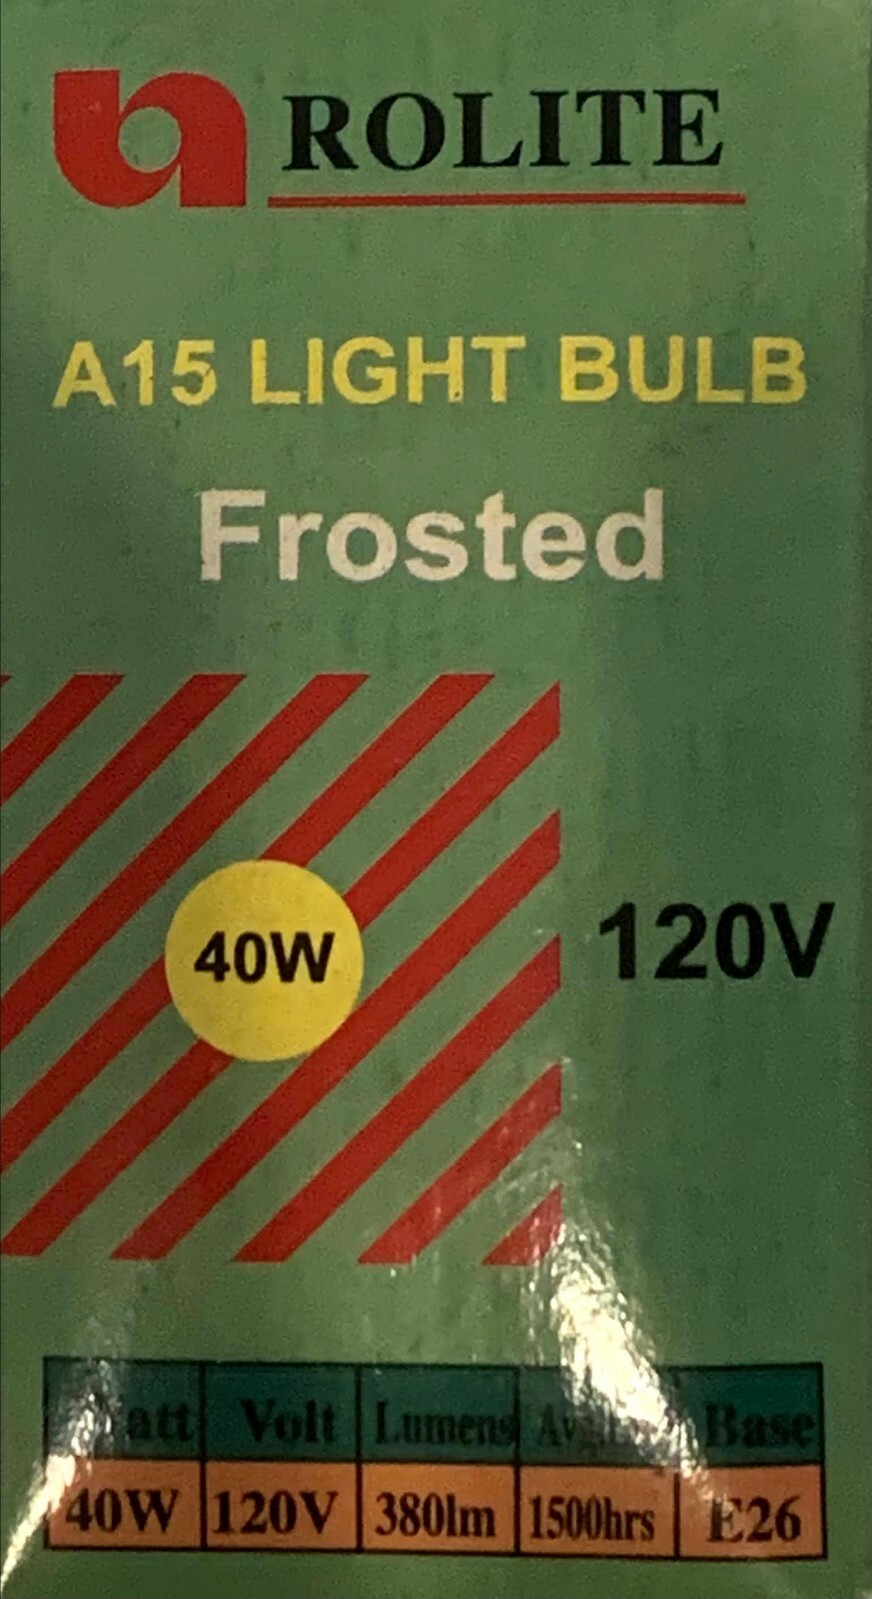 ROLITE
A15 LIGHT BULB
Frosted
40W
120V
Volt Lumens Base
40W 120V 380lm 1500hrs E26